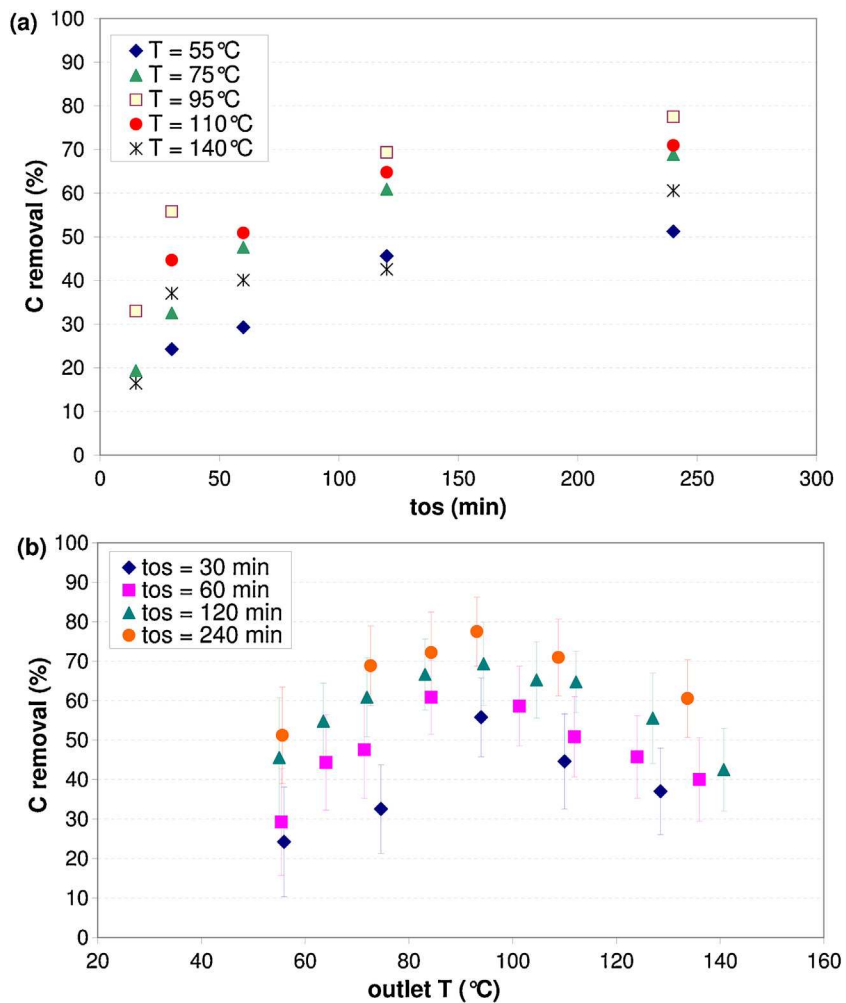 (a)
100
90
80
70
60
50
40
30
20
10
0
C removal (%)
T = 55°C
T = 75°C
T = 95°C
T = 110°C
T = 140°C
0 50 100 150 200 250 300
tos (min)
(b)
100
90
80
70
60
50
40
30
20
10
0
C removal (%)
tos = 30 min
tos = 60 min
tos = 120 min
tos = 240 min
20 40 60 80 100 120 140 160
outlet T (°C)